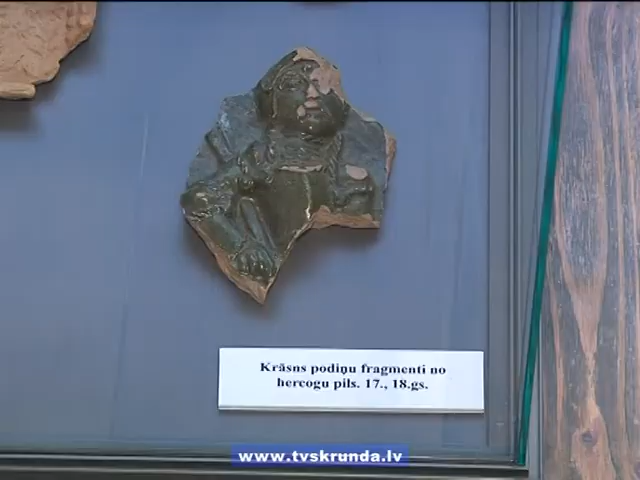 Krāsns podiņu fragmenti no
hercogu pils. 17., 18.gs.
www.tvskrunda.lv